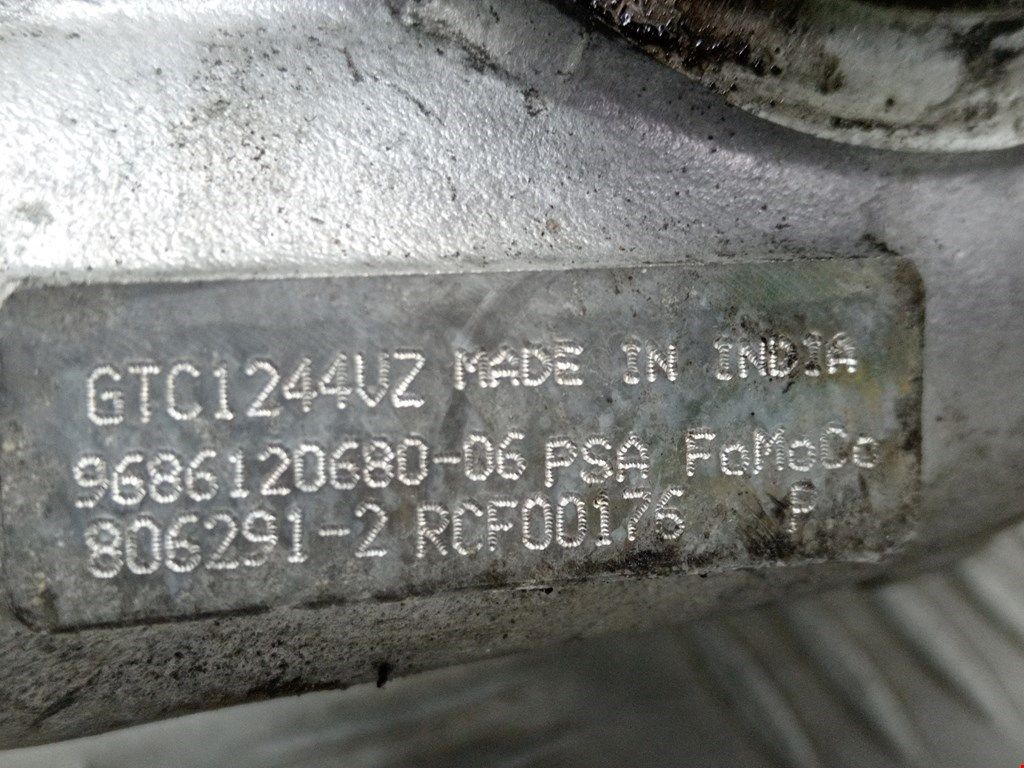 GTC1244VZ MADE IN INDIA
9686120680-06 PSA FoMoCo
806291-2 RCF00176 P